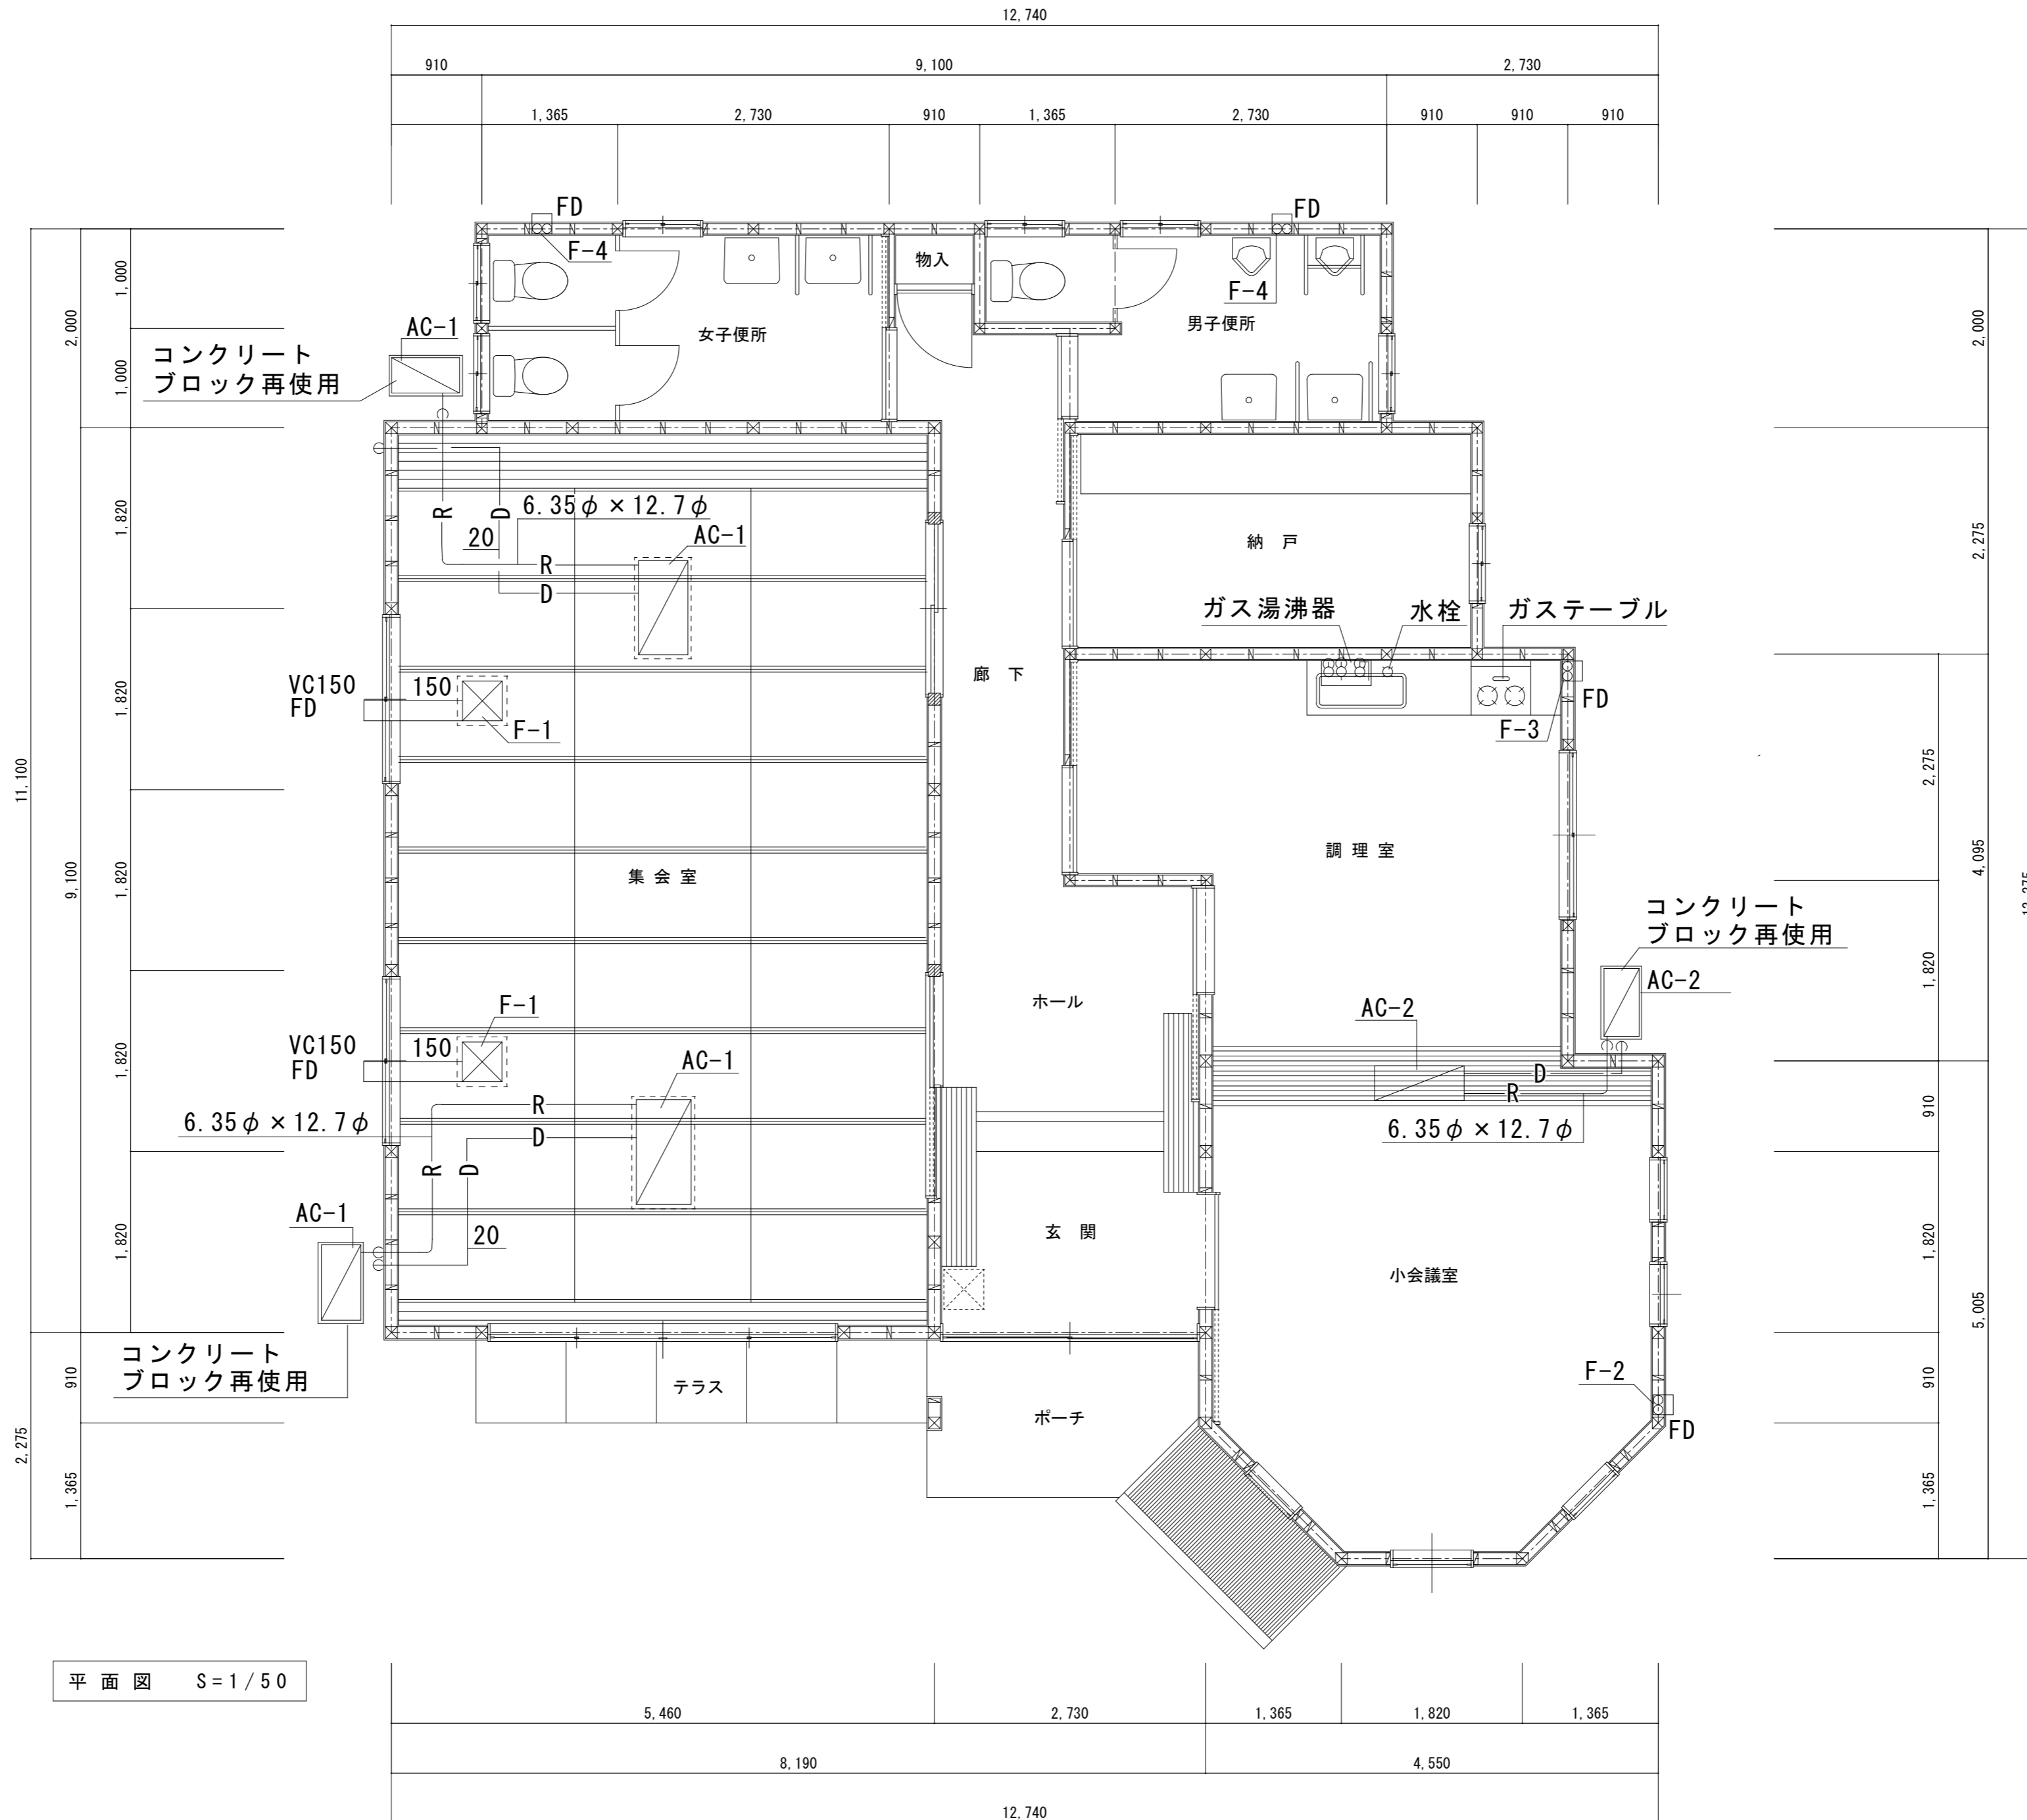 12,740
910
9,100
2,730
1,365
2,730
910
1,365
2,730
910
910
910
FD
FD
F-4
F-4
物入
女子便所
男子便所
AC-1
コンクリート
ブロック再使用
1,000
2,000
1,000
2,000
R
D
6.35φ×12.7φ
20
AC-1
R
D
1,820
納 戸
2,275
ガス湯沸器
水栓
ガステーブル
廊 下
VC150
FD
150
F-1
FD
F-3
1,820
11,100
9,100
1,820
集会室
調理室
2,275
4,095
コンクリート
ブロック再使用
AC-2
AC-2
1,820
ホール
F-1
VC150
FD
150
AC-1
1,820
R
D
6.35φ×12.7φ
R
D
D
R
6.35φ×12.7φ
910
AC-1
20
1,820
玄 関
小会議室
1,820
5,005
コンクリート
ブロック再使用
910
テラス
ポーチ
F-2
FD
910
2,275
1,365
1,365
平面図 S=1/50
5,460
2,730
1,365
1,820
1,365
8,190
4,550
12,740